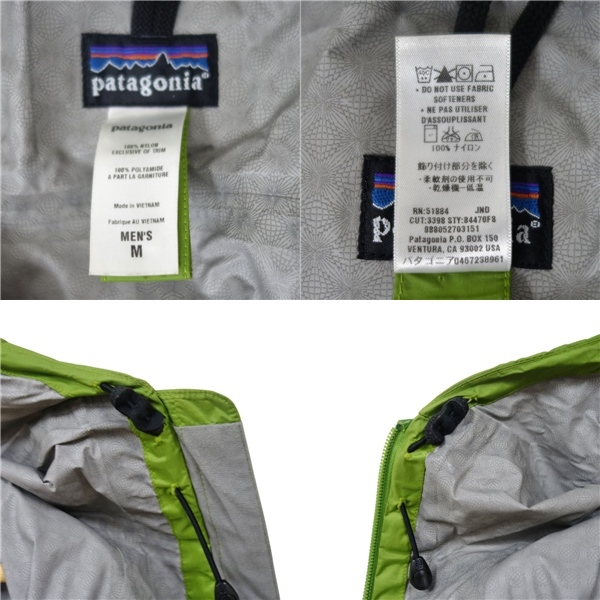 patagonia®
patagonia®
100% NYLON
EXCLUSIVE OF TRIM
100% POLYAMIDE
A PART LA GARNITURE
Made in VIETNAM
Fabrique AU VIETNAM
MEN'S
M
• DO NOT USE FABRIC
SOFTENERS
• NE PAS UTILISER
D'ASSOUPLISSANT
100% ナイロン
飾り付け部分を除く
・柔軟剤の使用不可
・乾燥機ー低温
RN:51884 JND
CUT:3398 STY:84470F8
888052703151
Patagonia P.O. BOX 150
VENTURA, CA 93002 USA
パタゴニア0467238961